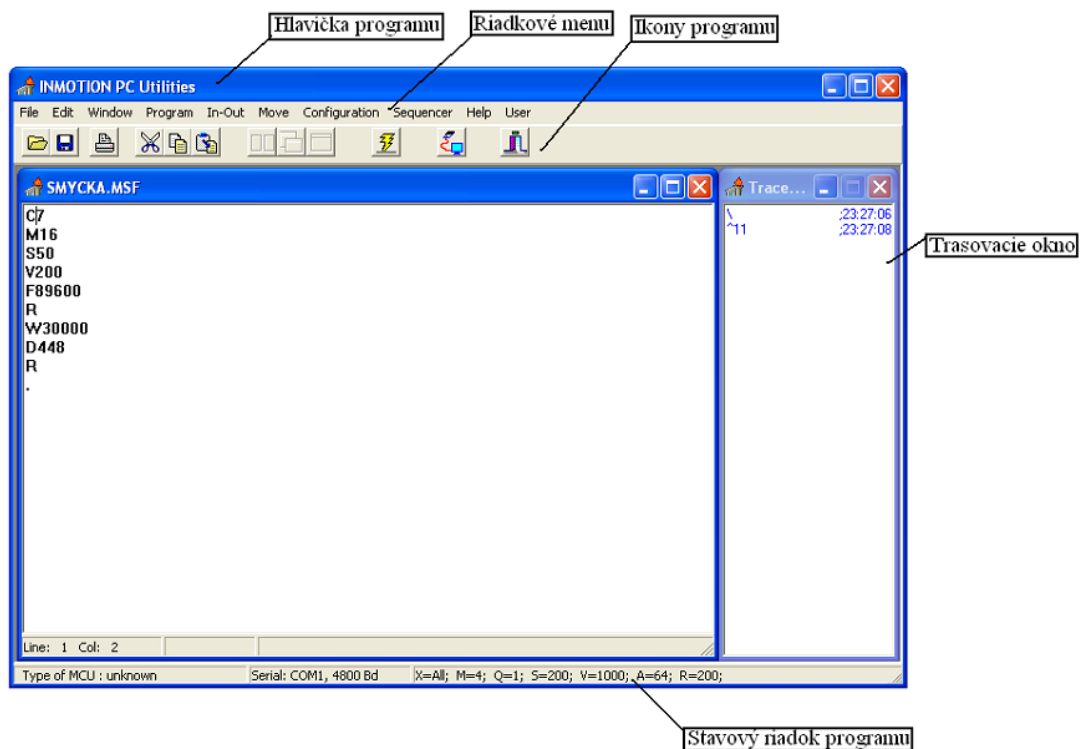 Hlavička programu
Riadkové menu
Ikony programu
INMOTION PC Utilities
File Edit Window Program In-Out Move Configuration Sequencer Help User
SMYCKA.MSF
Trace...
C7
M16
S50
V200
F89600
R
W30000
D448
R
.
\ ;23:27:06
^11 ;23:27:08
Trasovacie okno
Line: 1 Col: 2
Type of MCU : unknown
Serial: COM1, 4800 Bd
X=All; M=4; Q=1; S=200; V=1000; A=64; R=200;
Stavový riadok programu